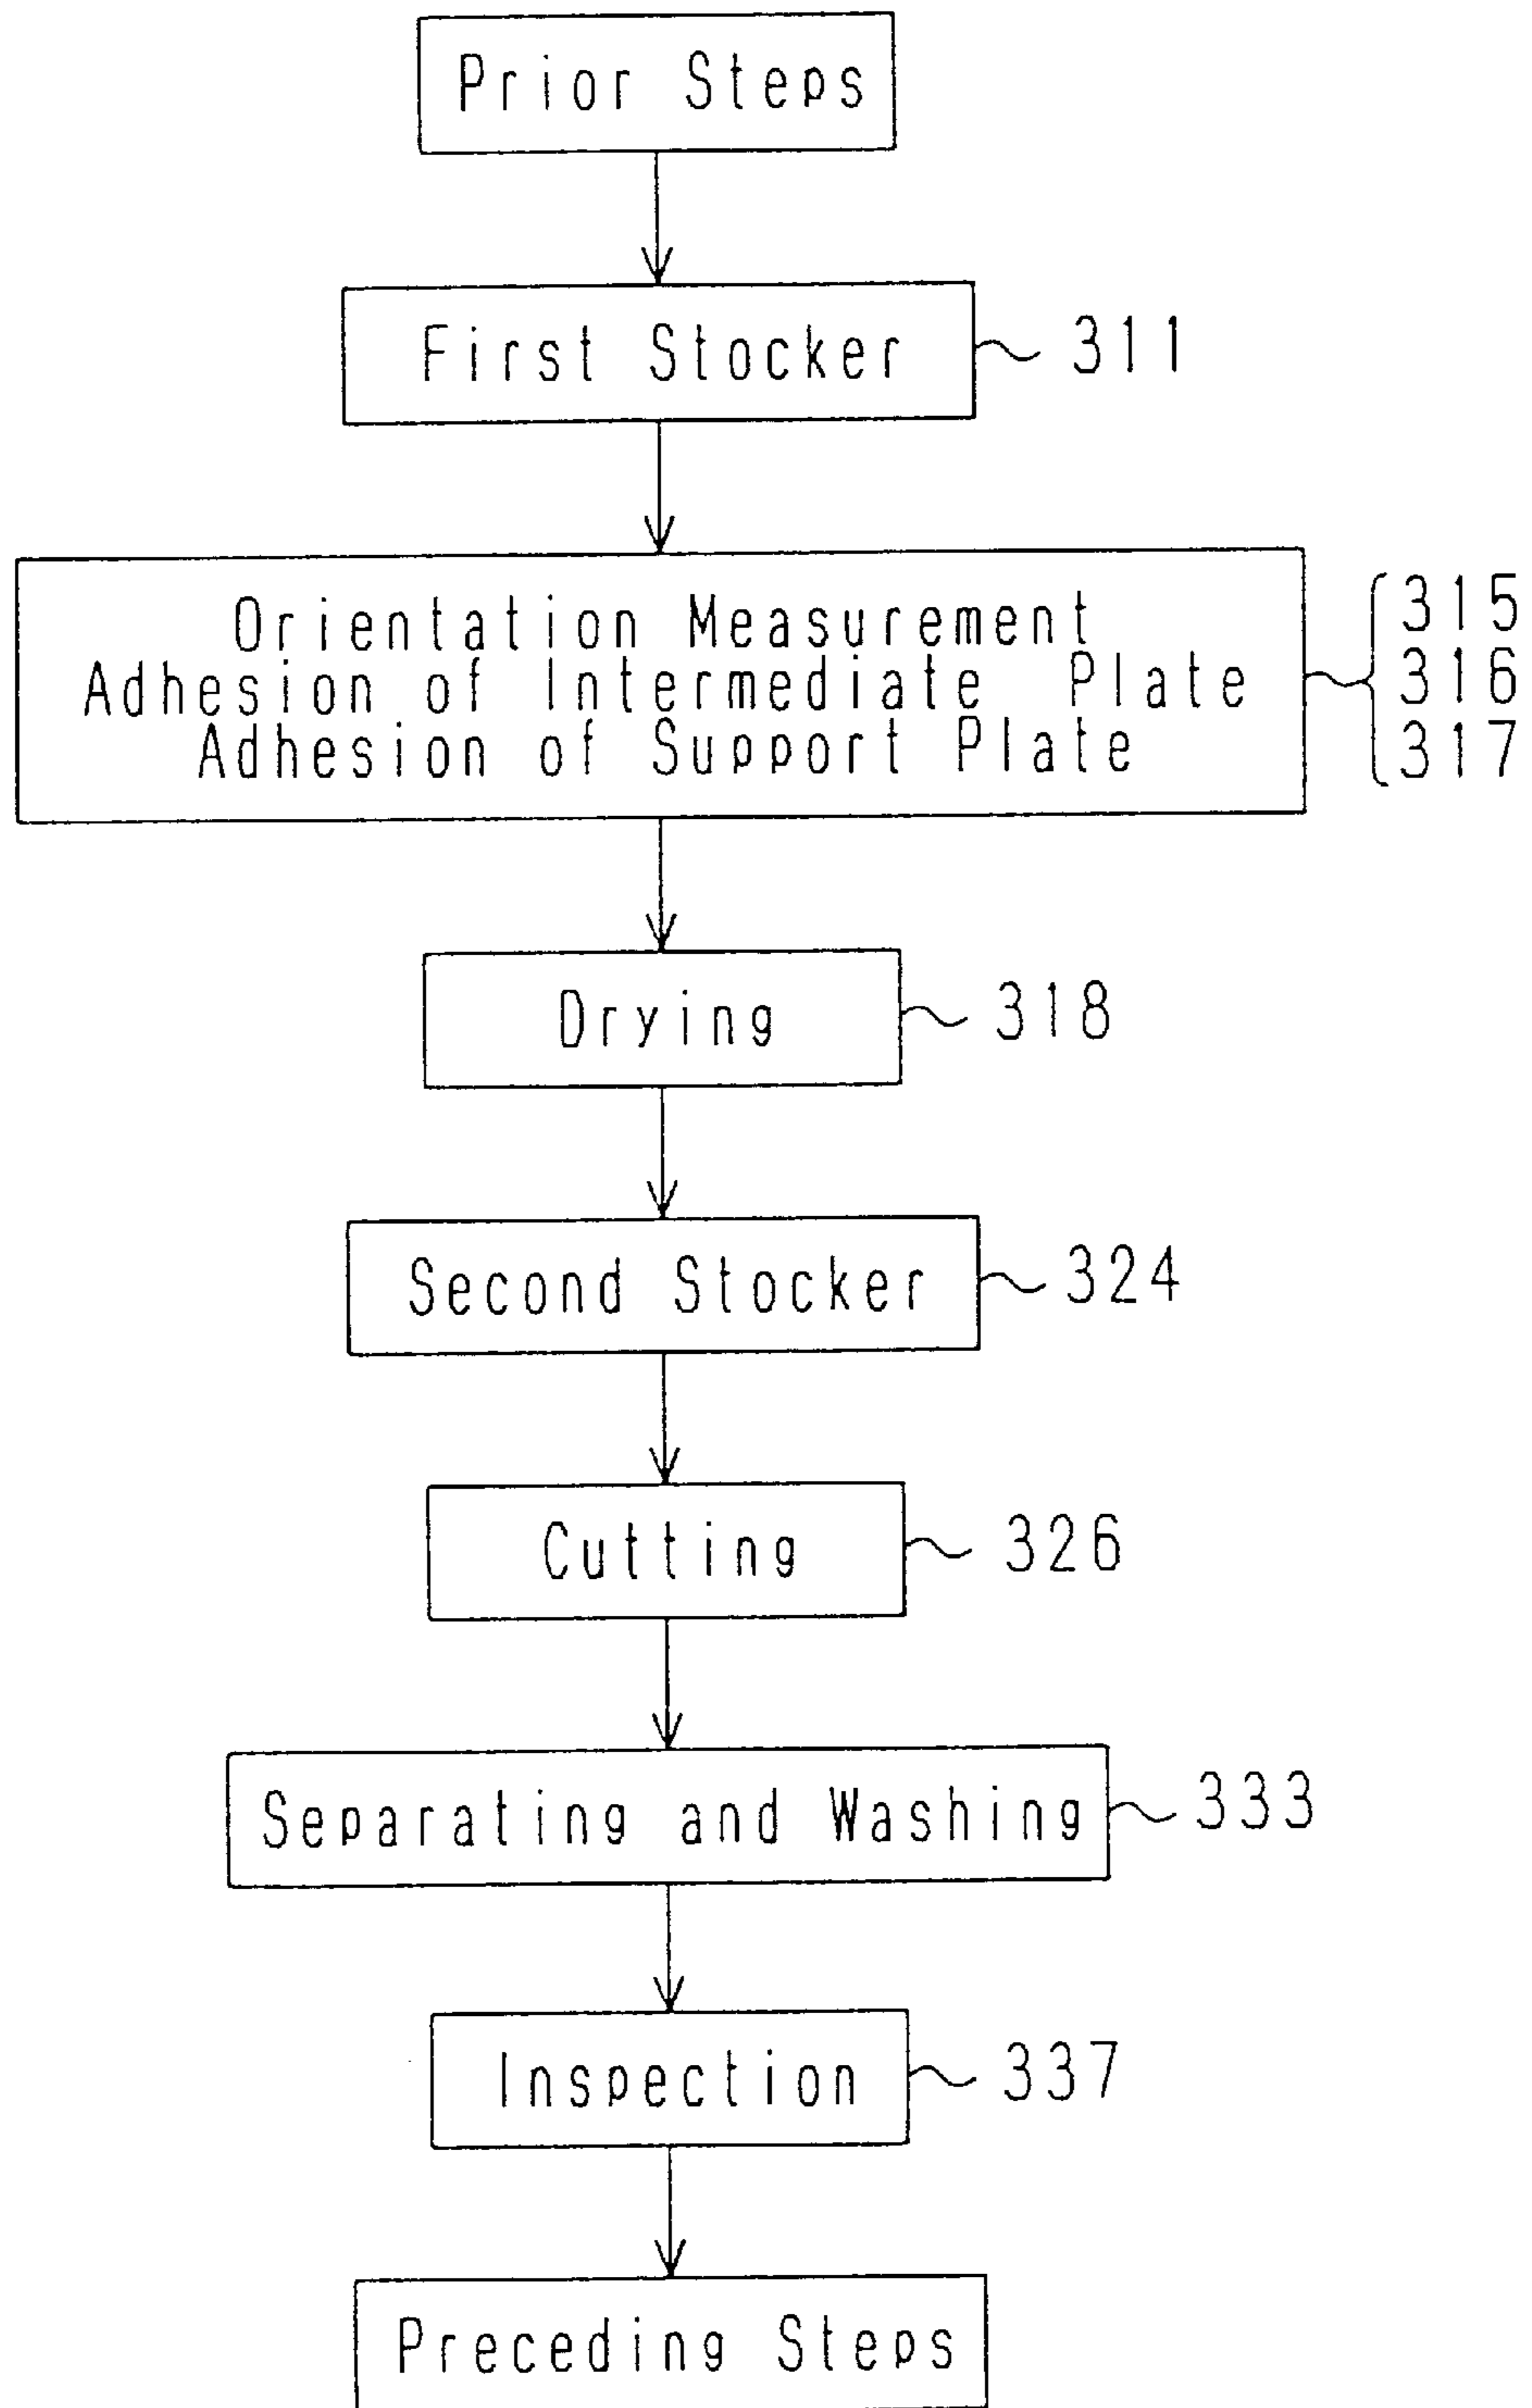 Prior Steps
First Stocker 311
Orientation Measurement 315
Adhesion of Intermediate Plate 316
Adhesion of Support Plate 317
Drying 318
Second Stocker 324
Cutting 326
Separating and Washing 333
Inspection 337
Preceding Steps